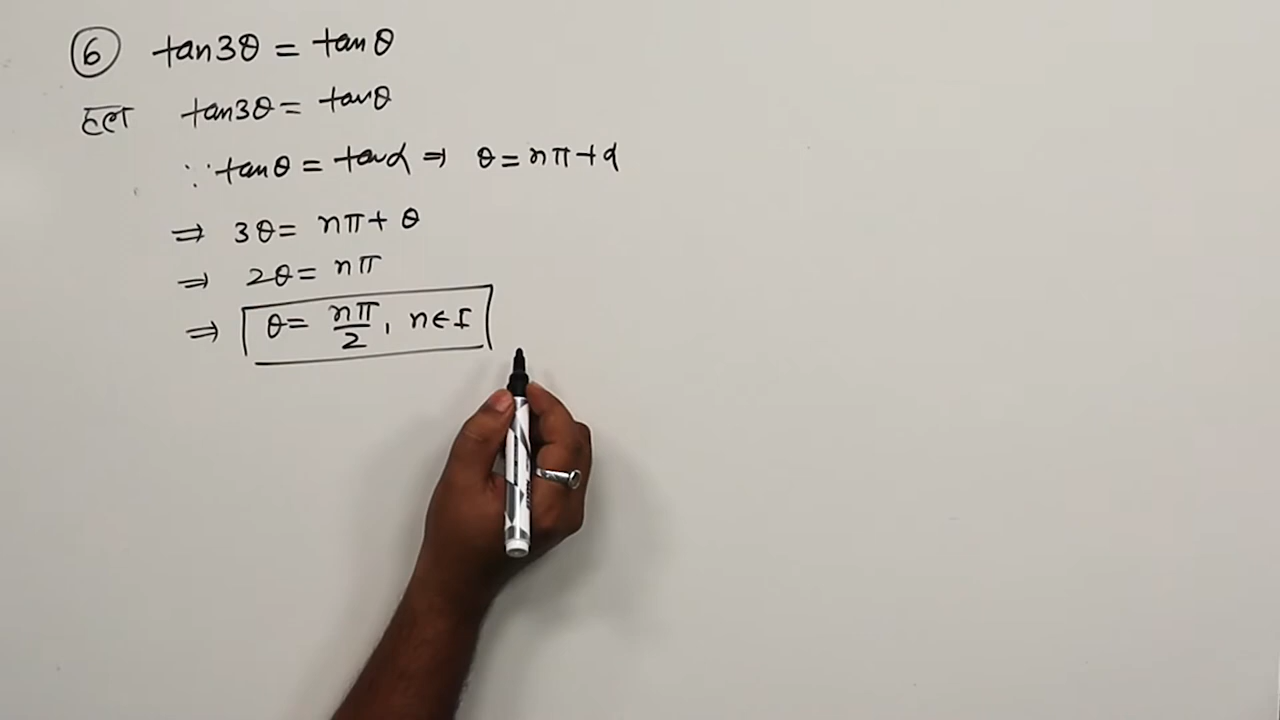 ⑥ tan3θ = tanθ
हल tan3θ = tanθ
∵ tanθ = tanα ⇒ θ = nπ + α
⇒ 3θ = nπ + θ
⇒ 2θ = nπ
⇒ θ = nπ/2, n∈I